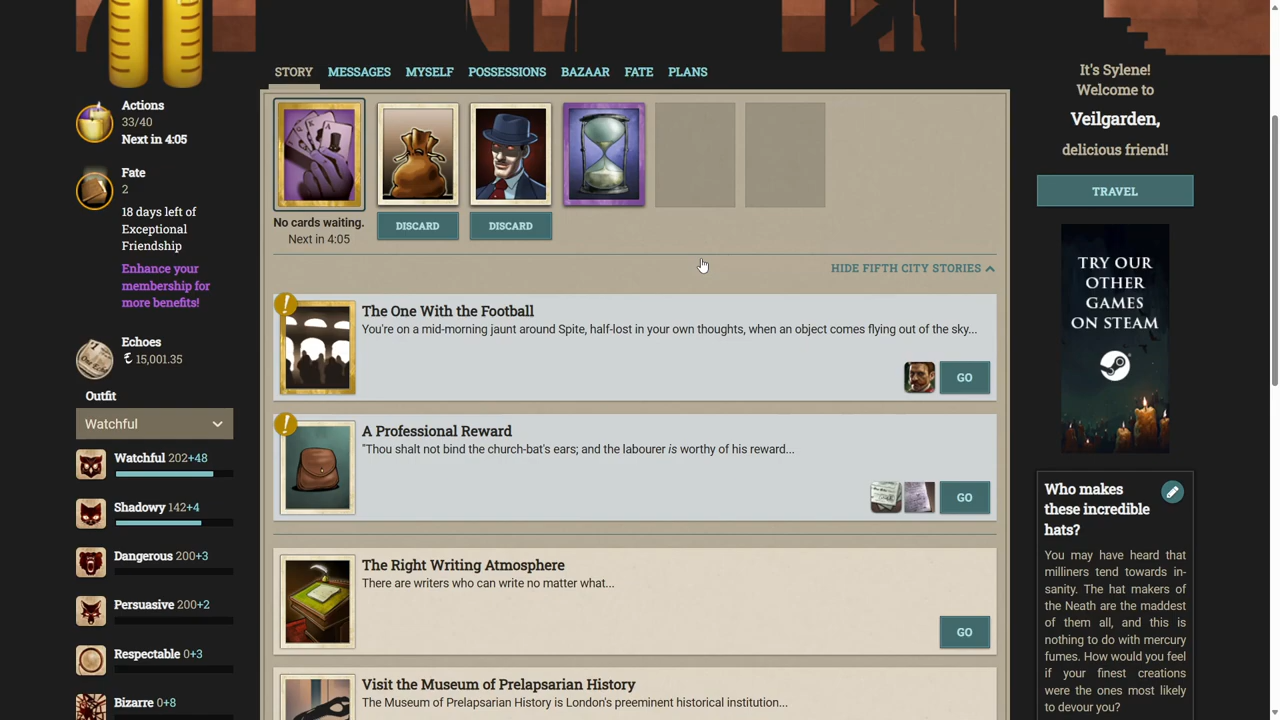 STORY MESSAGES MYSELF POSSESSIONS BAZAAR FATE PLANS
Actions
33/40
Next in 4:05
Fate
2
18 days left of
Exceptional
Friendship
Enhance your
membership for
more benefits!
Echoes
15,001.35
Outfit
Watchful
Watchful 202+48
Shadowy 142+4
Dangerous 200+3
Persuasive 200+2
Respectable 0+3
Bizarre 0+8
No cards waiting.
Next in 4:05
DISCARD DISCARD
HIDE FIFTH CITY STORIES
The One With the Football
You're on a mid-morning jaunt around Spite, half-lost in your own thoughts, when an object comes flying out of the sky...
GO
A Professional Reward
"Thou shalt not bind the church-bat's ears; and the labourer is worthy of his reward...
GO
The Right Writing Atmosphere
There are writers who can write no matter what...
GO
Visit the Museum of Prelapsarian History
The Museum of Prelapsarian History is London's preeminent historical institution...
It's Sylene!
Welcome to
Veilgarden,
delicious friend!
TRAVEL
TRY OUR
OTHER
GAMES
ON STEAM
Who makes
these incredible
hats?
You may have heard that
milliners tend towards in-
sanity. The hat makers of
the Neath are the maddest
of them all, and this is
nothing to do with mercury
fumes. How would you feel
if your finest creations
were the ones most likely
to devour you?